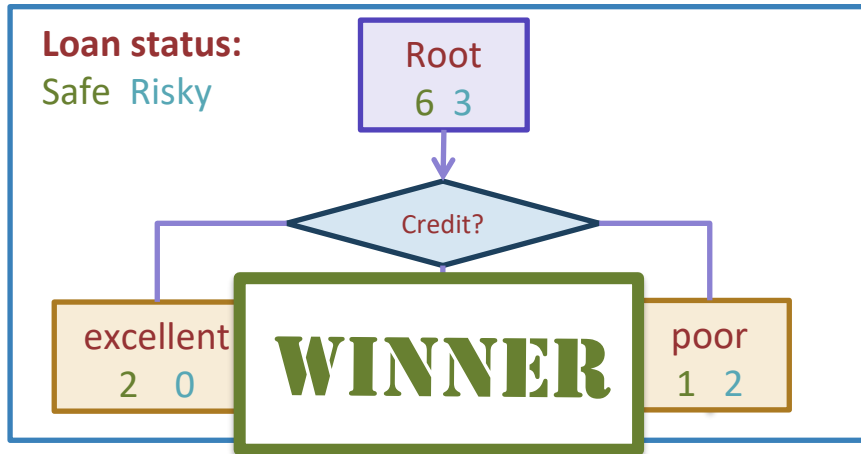 Loan status:
Safe Risky
Root
6 3
Credit?
excellent
2 0
WINNER
poor
1 2